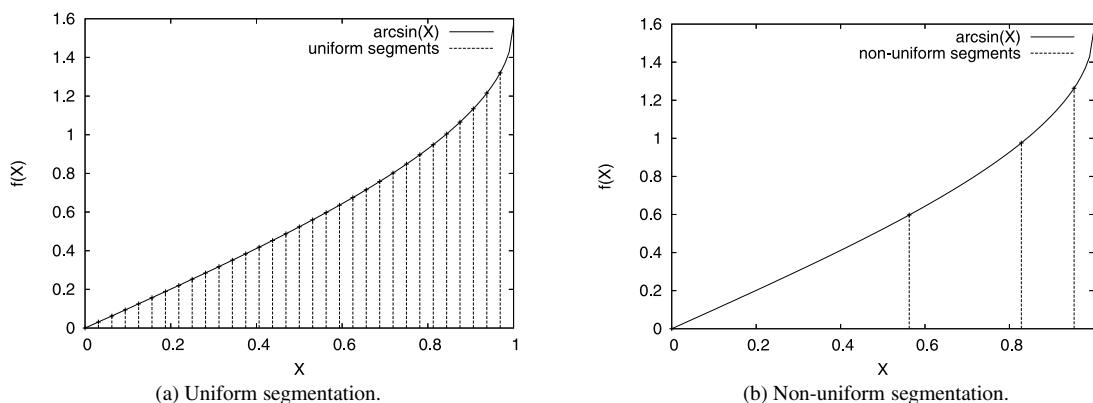 1.6
1.4
1.2
1
0.8
0.6
0.4
0.2
0
f(X)
arcsin(X)
uniform segments
0 0.2 0.4 0.6 0.8 1
X
(a) Uniform segmentation.
1.6
1.4
1.2
1
0.8
0.6
0.4
0.2
0
f(X)
arcsin(X)
non-uniform segments
0 0.2 0.4 0.6 0.8
X
(b) Non-uniform segmentation.